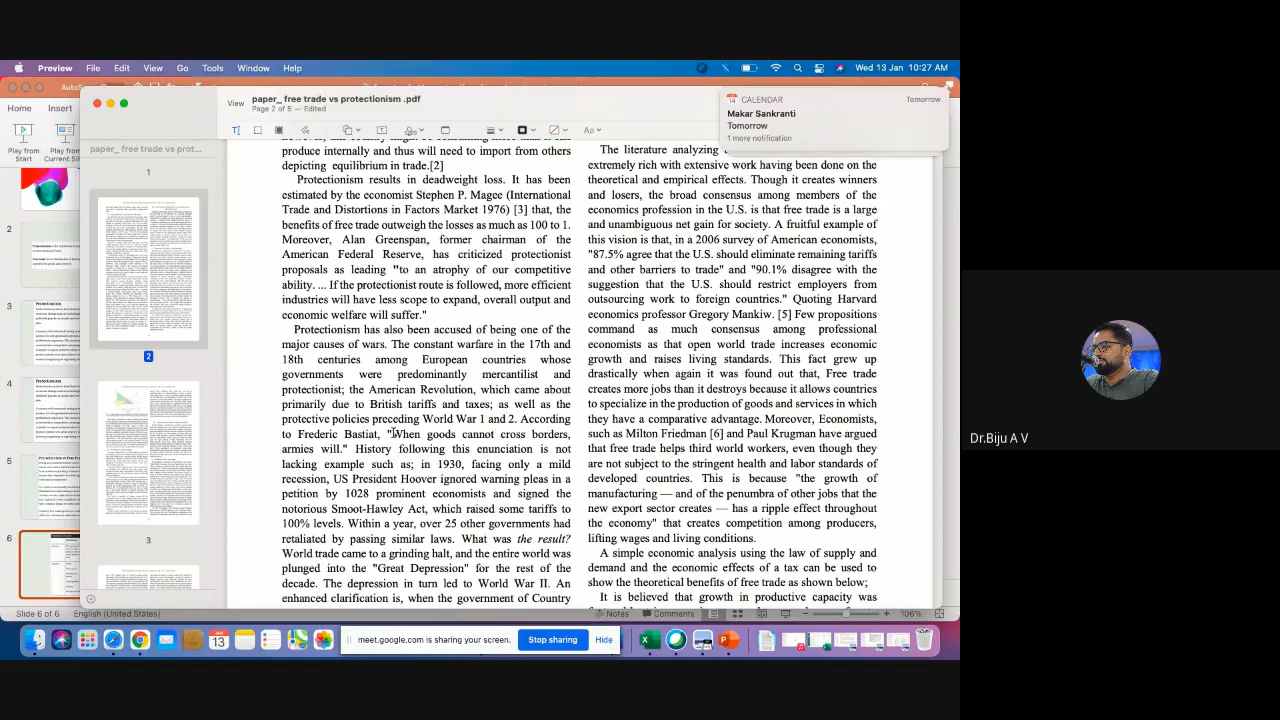 Preview File Edit View Go Tools Window Help
Wed 13 Jan 10:27 AM
AutoS
Home Insert
Play from Start
Play from Current Sl
View
paper_ free trade vs protectionism .pdf
Page 2 of 5 — Edited
CALENDAR Tomorrow
Makar Sankranti
Tomorrow
1 more notification
paper_ free trade vs prot...
1
2
3
2
3
4
5
6
produce internally and thus will need to import from others
depicting equilibrium in trade.[2]
Protectionism results in deadweight loss. It has been
estimated by the economist Stephen P. Magee (International
Trade and Distortions in Factors Market 1976) [3] that, the
benefits of free trade outweigh the losses as much as 100 to 1.
Moreover Alan Greenspan, former chairman of the
American Federal Reserve, has criticized protectionist
proposals as leading "to an atrophy of our competitive
ability. ... If the protectionist route is followed, more efficient
industries will have less scope to expand, overall output and
economic welfare will suffer."
Protectionism has also been accused of being one of the
major causes of wars. The constant warfare in the 17th and
18th centuries among European countries whose
governments were predominantly mercantilist and
protectionist; the American Revolution, which came about
primarily due to British tariffs and taxes; as well as the
protective policies preceding World War 1 and 2. According
to Frederic Bastiat, "When goods cannot cross borders,
armies will." History following this enunciation is not
lacking example such as; in 1930, facing only a mild
recession, US President Hoover ignored warning pleas in a
petition by 1028 prominent economists and signed the
notorious Smoot-Hawley Act, which raised some tariffs to
100% levels. Within a year, over 25 other governments had
retaliated by passing similar laws. What was the result?
World trade came to a grinding halt, and the entire world was
plunged into the "Great Depression" for the rest of the
decade. The depression in turn led to World War II. An
enhanced clarification is, when the government of Country
The literature analyzing
extremely rich with extensive work having been done on the
theoretical and empirical effects. Though it creates winners
and losers, the broad consensus among members of the
economics profession in the U.S. is that free trade is a large
and unambiguous net gain for society. A fruitful example of
this vision is that, in a 2006 survey of American economists,
"87.5% agree that the U.S. should eliminate remaining tariffs
and other barriers to trade" and "90.1% disagree with the
suggestion that the U.S. should restrict employers from
outsourcing work to foreign countries." Quoting Harvard
economics professor Gregory Mankiw. [5] Few propositions
command as much consensus among professional
economists as that open world trade increases economic
growth and raises living standards. This fact grew up
drastically when again it was found out that, Free trade
creates more jobs than it destroys because it allows countries
to specialize in the production of goods and services in which
they have a comparative advantage. Moreover, Economists,
such as Milton Friedman [6] and Paul Krugman have argued
that free trade helps third world workers, even though they
are not subject to the stringent health and labor standards of
developed countries. This is because "the growth of
manufacturing — and of the penumbra of other jobs that the
new export sector creates — has a ripple effect throughout
the economy" that creates competition among producers,
lifting wages and living conditions.
A simple economic analysis using the law of supply and
demand and the economic effects of a tax can be used to
show the theoretical benefits of free trade as shown below;
It is believed that growth in productive capacity was
Slide 6 of 6 English (United States)
Notes Comments
106%
meet.google.com is sharing your screen. Stop sharing Hide
Dr.Biju A V